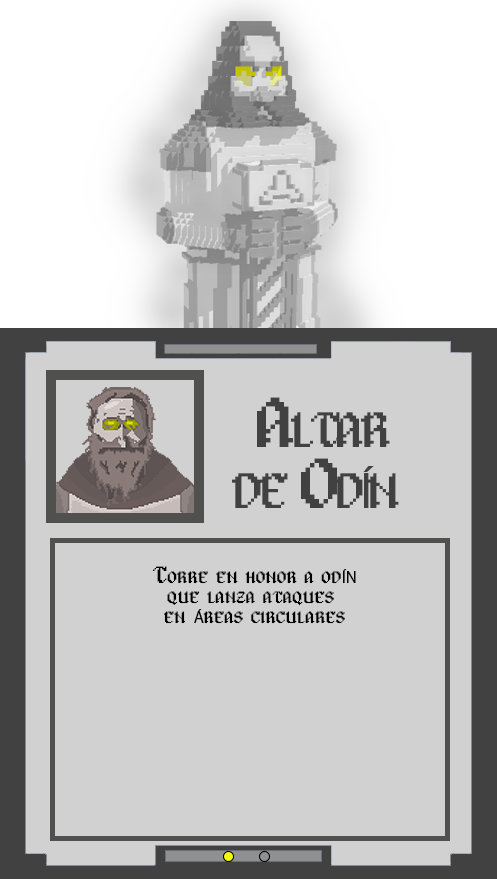 Altar
de Odín
Torre en honor a odín
que lanza ataques
en áreas circulares